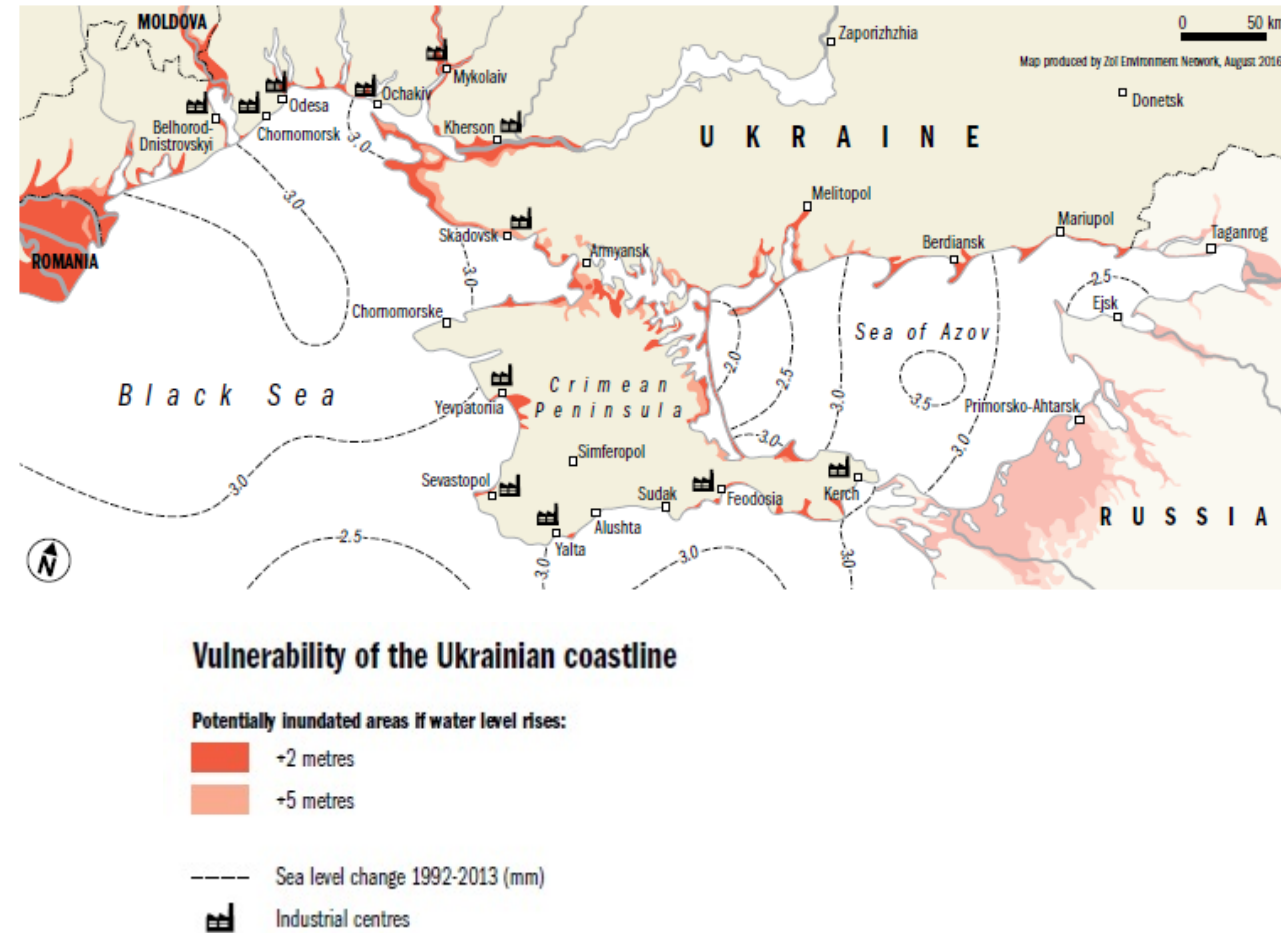 MOLDOVA
Zaporizhzhia
0 50 km
Map produced by Zoï Environment Network, August 2016
Mykolaiv
Donetsk
Odesa
Ochakiv
Belhorod-
Dnistrovskyi
Chornomorsk
Kherson
3.0
UKRAINE
3.0
Melitopol
Skadovsk
Armyansk
Berdiansk
Mariupol
Taganrog
ROMANIA
3.0
2.5
Ejsk
Chornomorske
Sea of Azov
2.0
2.5
3.0
3.5
3.0
Black Sea
Crimean
Peninsula
Yevpatonia
Primorsko-Ahtarsk
3.0
Simferopol
3.0
Sevastopol
Sudak
Feodosia
Kerch
Alushta
Yalta
RUSSIA
2.5
3.0
3.0
3.0
N
Vulnerability of the Ukrainian coastline
Potentially inundated areas if water level rises:
+2 metres
+5 metres
Sea level change 1992-2013 (mm)
Industrial centres